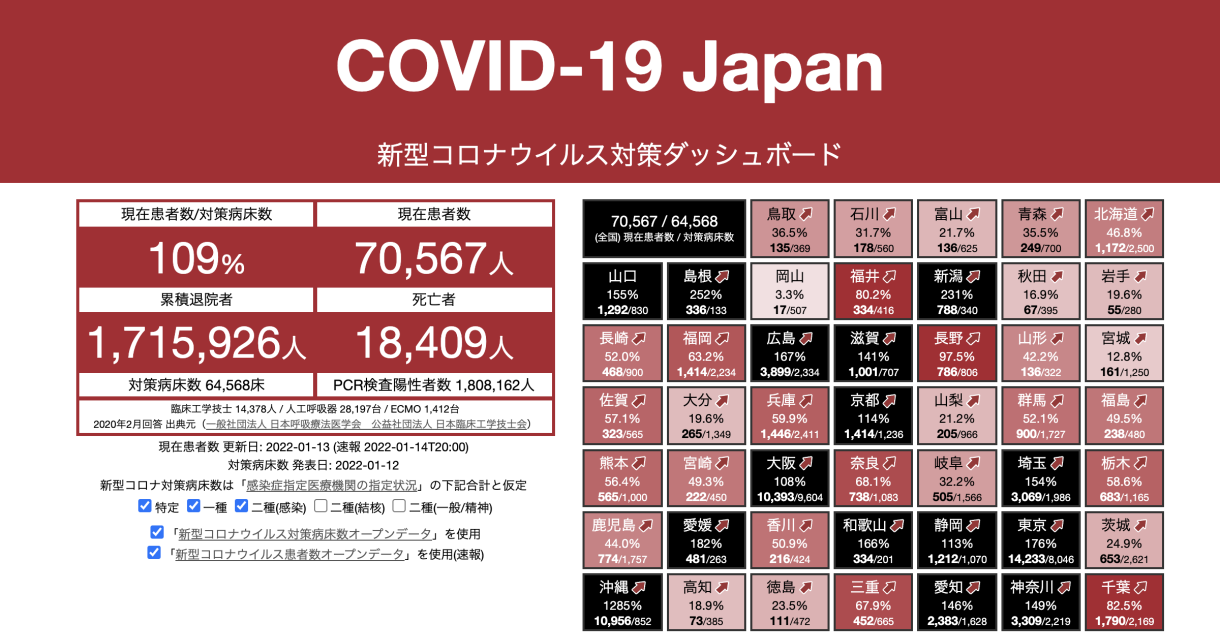 COVID-19 Japan
新型コロナウイルス対策ダッシュボード
現在患者数/対策病床数 現在患者数
109% 70,567人
累積退院者 死亡者
1,715,926人 18,409人
対策病床数 64,568床 PCR検査陽性者数 1,808,162人
臨床工学技士 14,378人 / 人工呼吸器 28,197台 / ECMO 1,412台
2020年2月回答 出典元（一般社団法人 日本呼吸療法医学会　公益社団法人 日本臨床工学技士会）
現在患者数 更新日: 2022-01-13 (速報 2022-01-14T20:00)
対策病床数 発表日: 2022-01-12
新型コロナ対策病床数は「感染症指定医療機関の指定状況」の下記合計と仮定
特定 一種 二種(感染) 二種(結核) 二種(一般/精神)
「新型コロナウイルス対策病床数オープンデータ」を使用
「新型コロナウイルス患者数オープンデータ」を使用(速報)
70,567 / 64,568
(全国) 現在患者数 / 対策病床数
鳥取 石川 富山 青森 北海道
36.5% 31.7% 21.7% 35.5% 46.8%
135/369 178/560 136/625 249/700 1,172/2,500
山口 島根 岡山 福井 新潟 秋田 岩手
155% 252% 3.3% 80.2% 231% 16.9% 19.6%
1,292/830 336/133 17/507 334/416 788/340 67/395 55/280
長崎 福岡 広島 滋賀 長野 山形 宮城
52.0% 63.2% 167% 141% 97.5% 42.2% 12.8%
468/900 1,414/2,234 3,899/2,334 1,001/707 786/806 136/322 161/1,250
佐賀 大分 兵庫 京都 山梨 群馬 福島
57.1% 19.6% 59.9% 114% 21.2% 52.1% 49.5%
323/565 265/1,349 1,446/2,411 1,414/1,236 205/966 900/1,727 238/480
熊本 宮崎 大阪 奈良 岐阜 埼玉 栃木
56.4% 49.3% 108% 68.1% 32.2% 154% 58.6%
565/1,000 222/450 10,393/9,604 738/1,083 505/1,566 3,069/1,986 683/1,165
鹿児島 愛媛 香川 和歌山 静岡 東京 茨城
44.0% 182% 50.9% 166% 113% 176% 24.9%
774/1,757 481/263 216/424 334/201 1,212/1,070 14,233/8,046 653/2,621
沖縄 高知 徳島 三重 愛知 神奈川 千葉
1285% 18.9% 23.5% 67.9% 146% 149% 82.5%
10,956/852 73/385 111/472 452/665 2,383/1,628 3,309/2,219 1,790/2,169